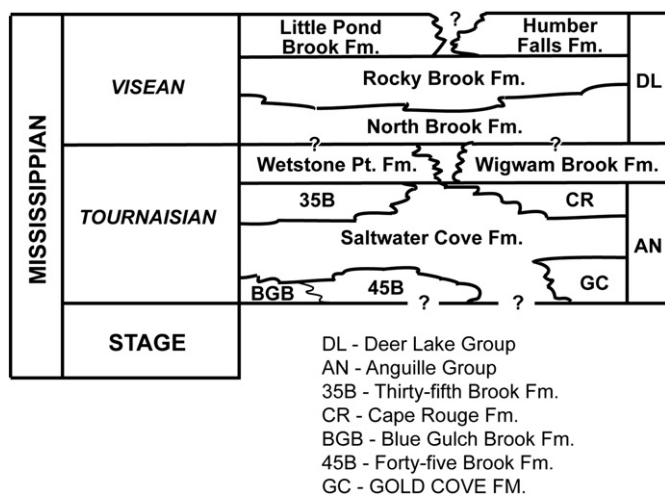 ?
Little Pond
Brook Fm.
Humber
Falls Fm.
MISSISSIPPIAN
VISEAN
Rocky Brook Fm.
DL
North Brook Fm.
? ?
Wetstone Pt. Fm.
Wigwam Brook Fm.
TOURNAISIAN
35B
CR
Saltwater Cove Fm.
AN
BGB
45B
GC
? ?
STAGE
DL - Deer Lake Group
AN - Anguille Group
35B - Thirty-fifth Brook Fm.
CR - Cape Rouge Fm.
BGB - Blue Gulch Brook Fm.
45B - Forty-five Brook Fm.
GC - GOLD COVE FM.